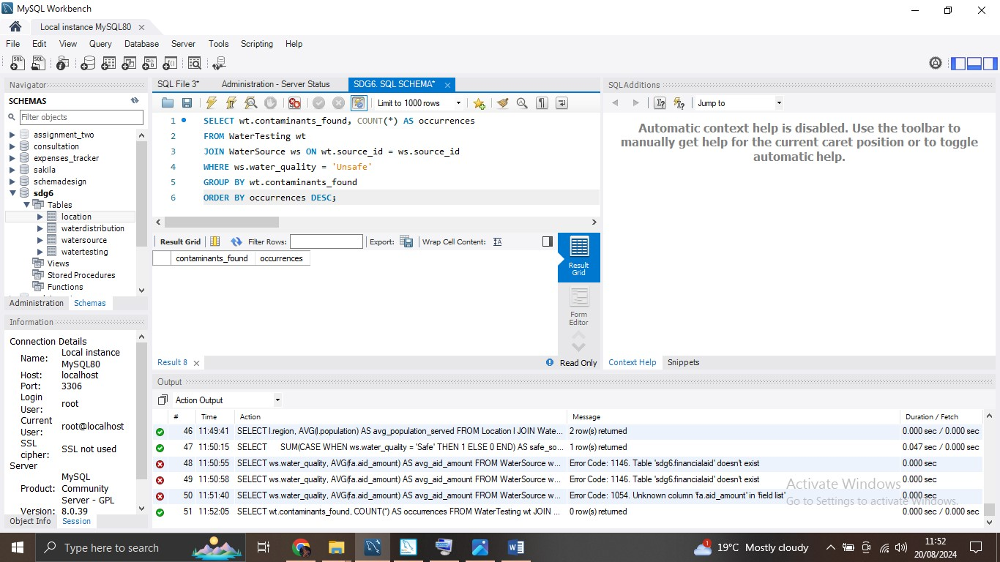 MySQL Workbench
Local instance MySQL80
File Edit View Query Database Server Tools Scripting Help
Navigator
SCHEMAS
Filter objects
assignment_two
consultation
expenses_tracker
sakila
schemadesign
sdg6
Tables
location
waterdistribution
watersource
watertesting
Views
Stored Procedures
Functions
Administration Schemas
Information
Connection Details
Name: Local instance MySQL80
Host: localhost
Port: 3306
Login User: root
Current User: root@localhost
SSL cipher: SSL not used
Server
Product: MySQL Community Server - GPL
Version: 8.0.39
Object Info Session
SQL File 3* Administration - Server Status SDG6. SQL SCHEMA*
Limit to 1000 rows
1 SELECT wt.contaminants_found, COUNT(*) AS occurrences
2 FROM WaterTesting wt
3 JOIN WaterSource ws ON wt.source_id = ws.source_id
4 WHERE ws.water_quality = 'Unsafe'
5 GROUP BY wt.contaminants_found
6 ORDER BY occurrences DESC;
Result Grid Filter Rows: Export: Wrap Cell Content:
contaminants_found occurrences
Result Grid
Form Editor
Result 8 Read Only
SQLAdditions
Jump to
Automatic context help is disabled. Use the toolbar to
manually get help for the current caret position or to toggle
automatic help.
Context Help Snippets
Output
Action Output
# Time Action Message Duration / Fetch
46 11:49:41 SELECT l.region, AVG(l.population) AS avg_population_served FROM Location l JOIN Wate... 2 row(s) returned 0.000 sec / 0.000 sec
47 11:50:15 SELECT SUM(CASE WHEN ws.water_quality = 'Safe' THEN 1 ELSE 0 END) AS safe_so... 1 row(s) returned 0.047 sec / 0.000 sec
48 11:50:55 SELECT ws.water_quality, AVG(fa.aid_amount) AS avg_aid_amount FROM WaterSource w... Error Code: 1146. Table 'sdg6.financialaid' doesn't exist 0.000 sec
49 11:50:58 SELECT ws.water_quality, AVG(fa.aid_amount) AS avg_aid_amount FROM WaterSource w... Error Code: 1146. Table 'sdg6.financialaid' doesn't exist 0.000 sec
50 11:51:40 SELECT ws.water_quality, AVG(fa.aid_amount) AS avg_aid_amount FROM WaterSource w... Error Code: 1054. Unknown column 'fa.aid_amount' in 'field list' 0.000 sec
51 11:52:05 SELECT wt.contaminants_found, COUNT(*) AS occurrences FROM WaterTesting wt JOIN ... 0 row(s) returned 0.000 sec / 0.000 sec
Activate Windows
Go to Settings to activate Windows.
Type here to search
19°C Mostly cloudy
11:52
20/08/2024